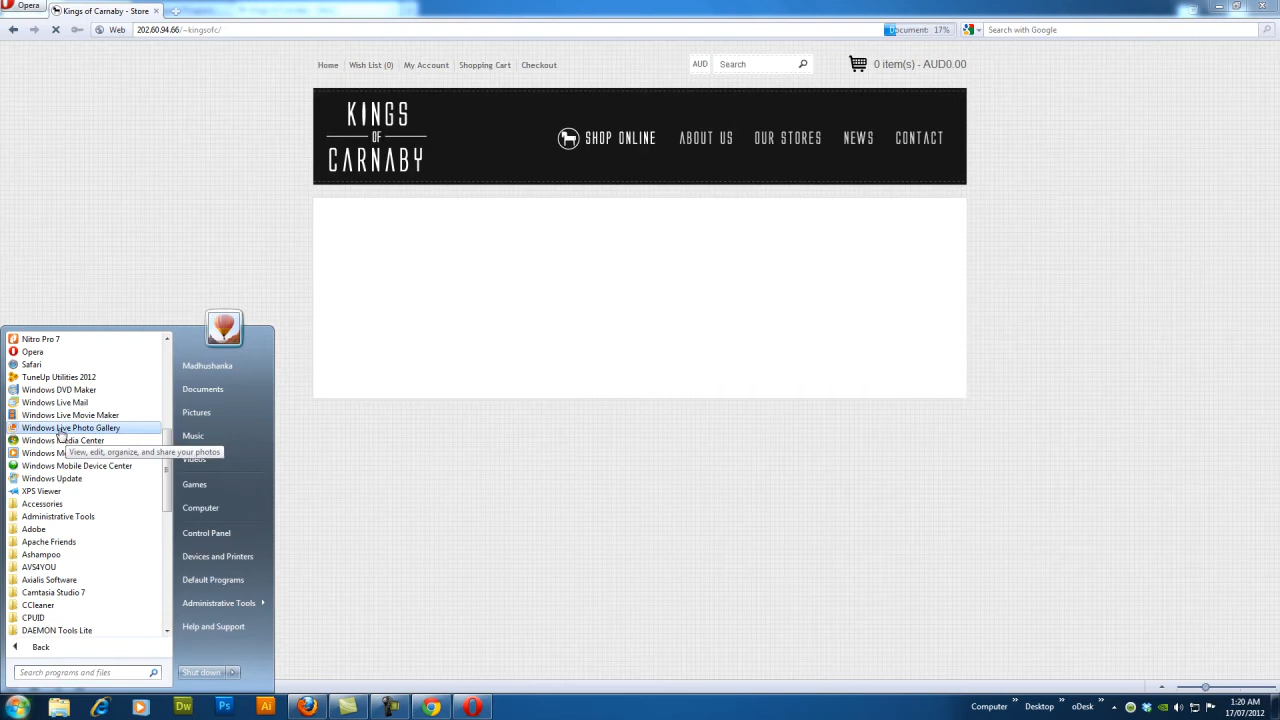 Opera
Kings of Carnaby - Store
Web 202.60.94.66/~kingsofc/ Document: 17% Search with Google
Home Wish List (0) My Account Shopping Cart Checkout AUD Search 0 item(s) - AUD0.00
KINGS
OF
CARNABY
SHOP ONLINE ABOUT US OUR STORES NEWS CONTACT
Nitro Pro 7
Opera
Safari
TuneUp Utilities 2012
Windows DVD Maker
Windows Live Mail
Windows Live Movie Maker
Windows Live Photo Gallery
Windows Media Center
View, edit, organize, and share your photos
Windows Mobile Device Center
Windows Update
XPS Viewer
Accessories
Administrative Tools
Adobe
Apache Friends
Ashampoo
AVS4YOU
Axialis Software
Camtasia Studio 7
CCleaner
CPUID
DAEMON Tools Lite
Back
Search programs and files
Madhushanka
Documents
Pictures
Music
Videos
Games
Computer
Control Panel
Devices and Printers
Default Programs
Administrative Tools
Help and Support
Shut down
Dw Ps Ai
Computer » Desktop » oDesk »
1:20 AM
17/07/2012